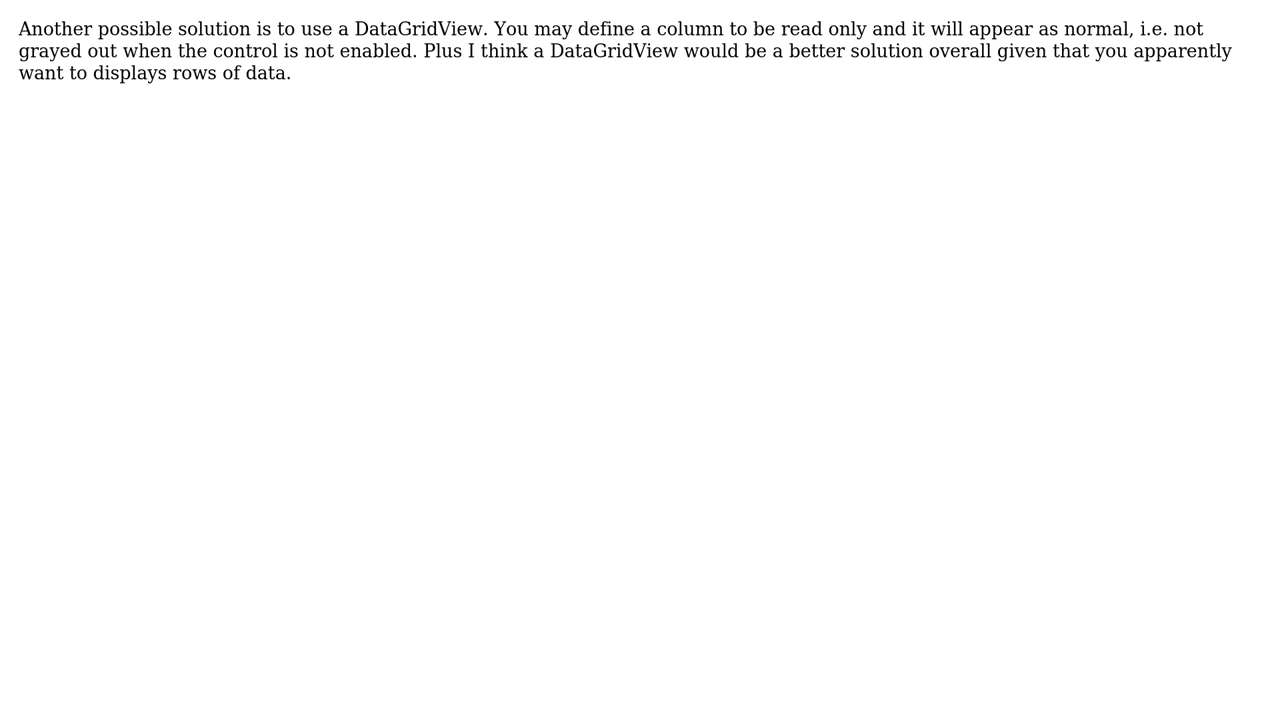 Another possible solution is to use a DataGridView. You may define a column to be read only and it will appear as normal, i.e. not
grayed out when the control is not enabled. Plus I think a DataGridView would be a better solution overall given that you apparently
want to displays rows of data.